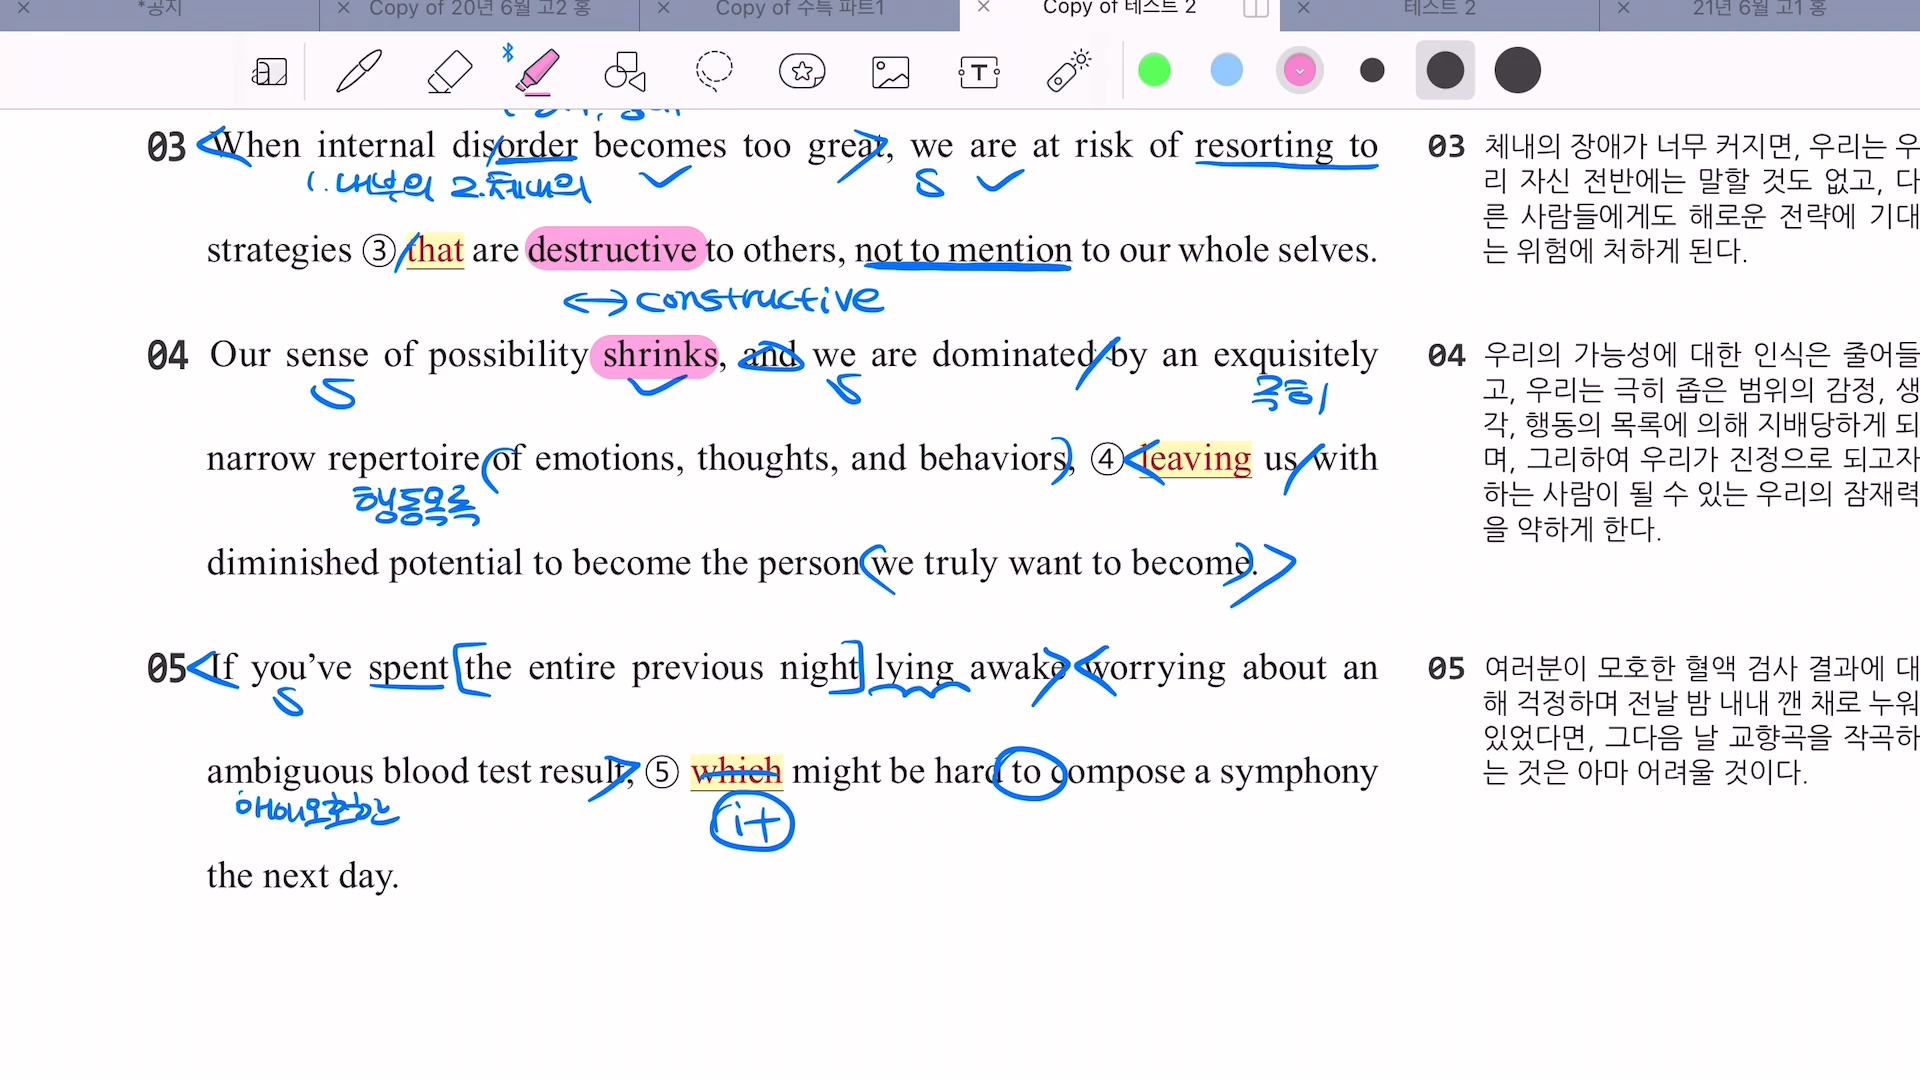 *공지
Copy of 20년 6월 고2 홍
Copy of 수특 파트1
Copy of 테스트 2
테스트 2
21년 6월 고1 홍
03 When internal disorder becomes too great, we are at risk of resorting to
1. 내부의 2. 체내의
S
strategies ③ that are destructive to others, not to mention to our whole selves.
↔ constructive
04 Our sense of possibility shrinks, and we are dominated by an exquisitely
S
S
극히
narrow repertoire of emotions, thoughts, and behaviors, ④ leaving us with
행동목록
diminished potential to become the person we truly want to become.
05 If you’ve spent the entire previous night lying awake worrying about an
S
ambiguous blood test result, ⑤ which might be hard to compose a symphony
애매모호한
it
the next day.
03 체내의 장애가 너무 커지면, 우리는 우
리 자신 전반에는 말할 것도 없고, 다
른 사람들에게도 해로운 전략에 기대
는 위험에 처하게 된다.
04 우리의 가능성에 대한 인식은 줄어들
고, 우리는 극히 좁은 범위의 감정, 생
각, 행동의 목록에 의해 지배당하게 되
며, 그리하여 우리가 진정으로 되고자
하는 사람이 될 수 있는 우리의 잠재력
을 약하게 한다.
05 여러분이 모호한 혈액 검사 결과에 대
해 걱정하며 전날 밤 내내 깬 채로 누워
있었다면, 그다음 날 교향곡을 작곡하
는 것은 아마 어려울 것이다.